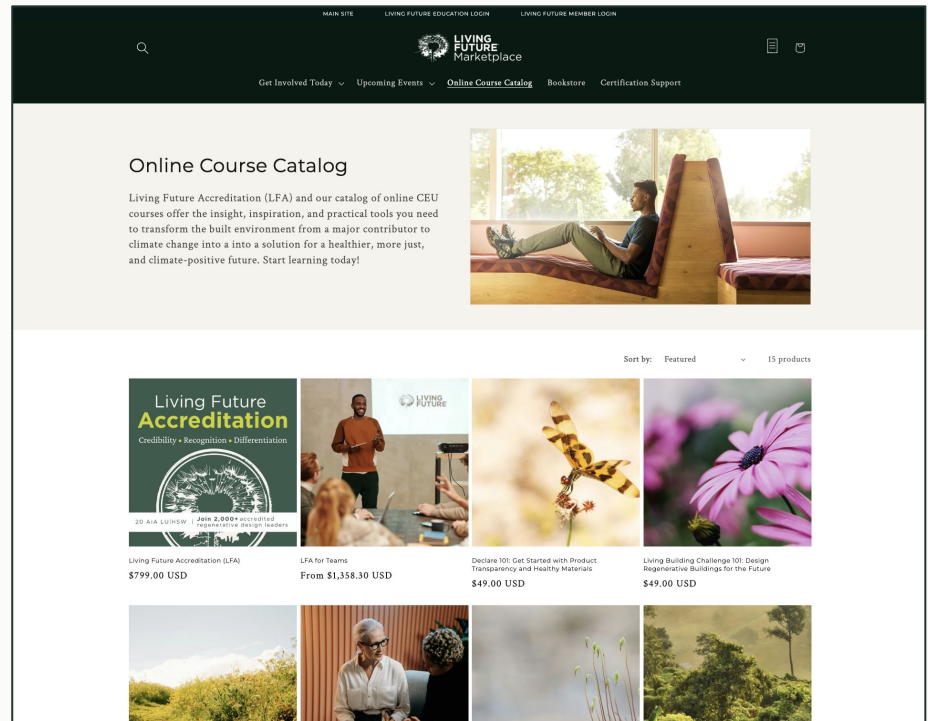 MAIN SITE LIVING FUTURE EDUCATION LOGIN LIVING FUTURE MEMBER LOGIN
LIVING
FUTURE
Marketplace
Get Involved Today Upcoming Events Online Course Catalog Bookstore Certification Support
Online Course Catalog
Living Future Accreditation (LFA) and our catalog of online CEU
courses offer the insight, inspiration, and practical tools you need
to transform the built environment from a major contributor to
climate change into a into a solution for a healthier, more just,
and climate-positive future. Start learning today!
Sort by: Featured 15 products
Living Future
Accreditation
Credibility • Recognition • Differentiation
20 AIA LU|HSW | Join 2,000+ accredited
regenerative design leaders
LIVING
FUTURE
Living Future Accreditation (LFA)
$799.00 USD
LFA for Teams
From $1,358.30 USD
Declare 101: Get Started with Product
Transparency and Healthy Materials
$49.00 USD
Living Building Challenge 101: Design
Regenerative Buildings for the Future
$49.00 USD